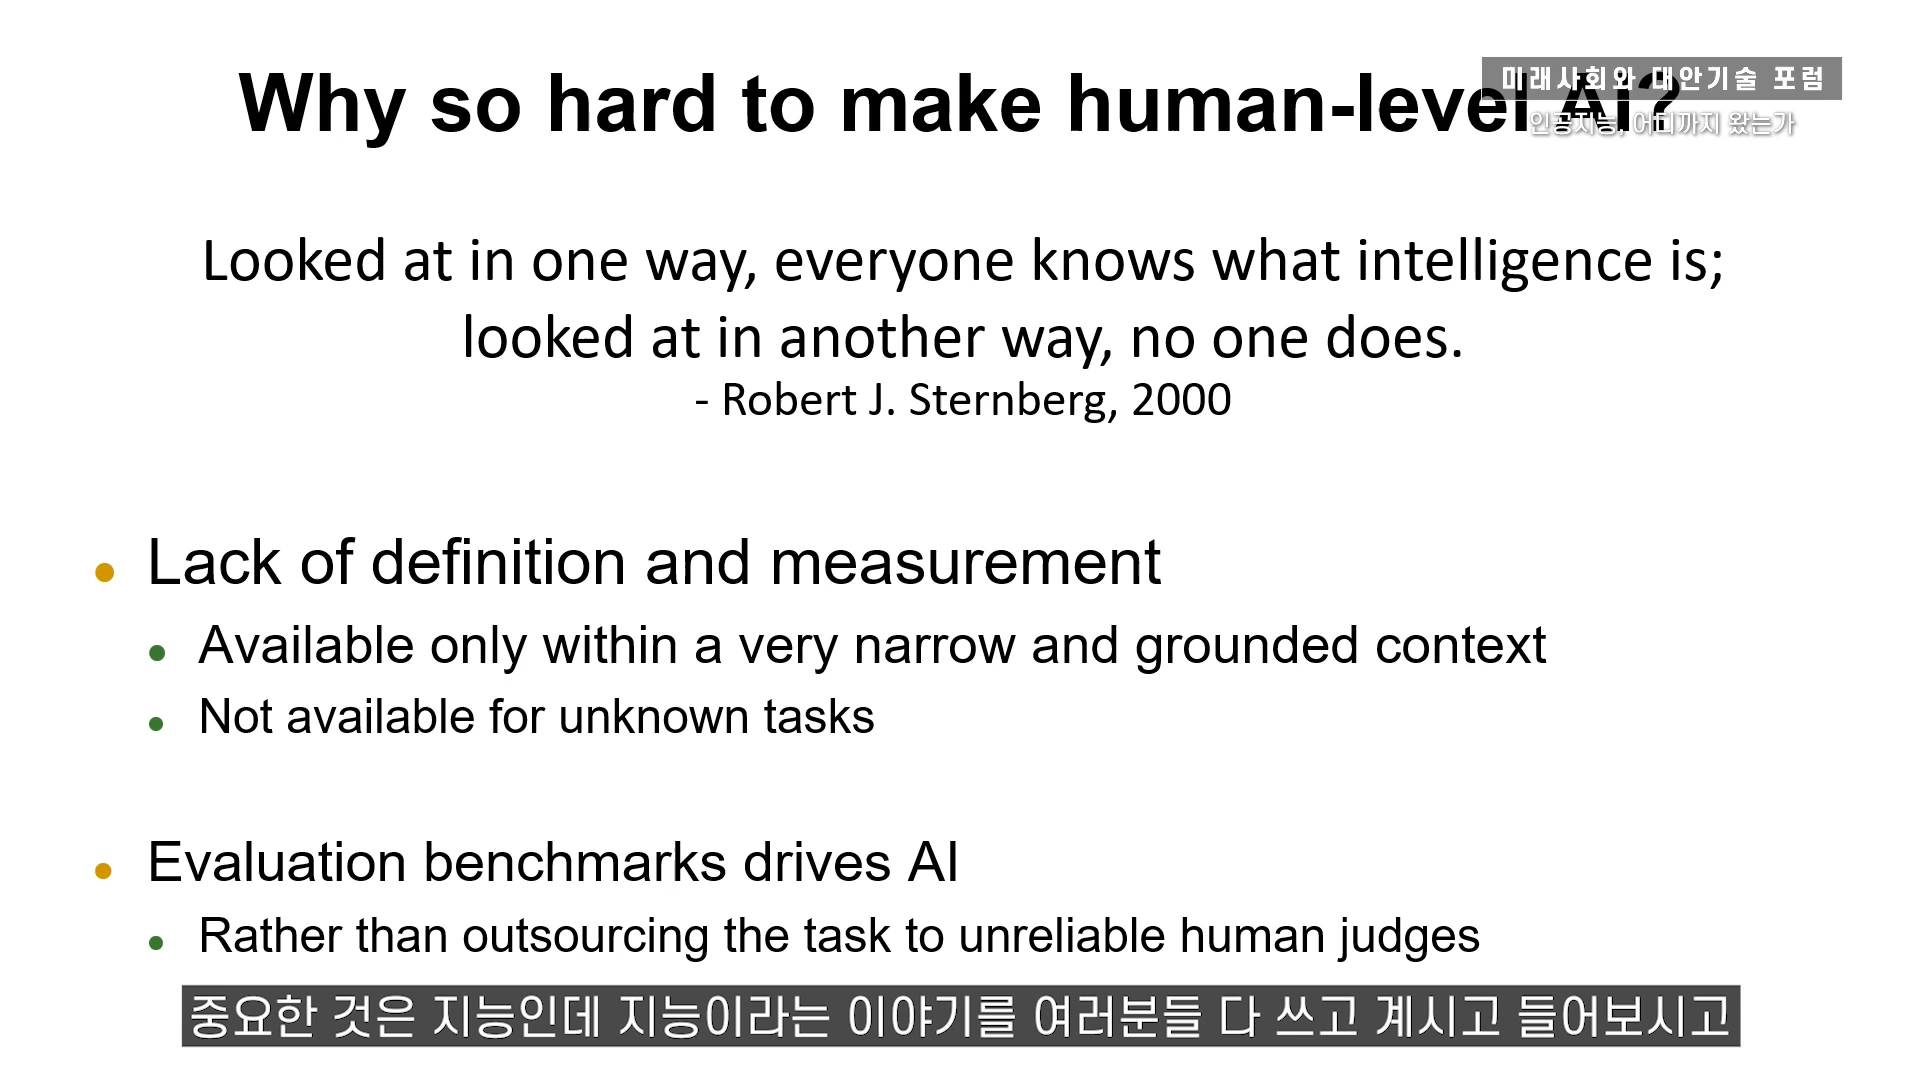 Why so hard to make human-level AI?
미래사회와 대안기술 포럼
인공지능, 어디까지 왔는가
Looked at in one way, everyone knows what intelligence is;
looked at in another way, no one does.
- Robert J. Sternberg, 2000
• Lack of definition and measurement
• Available only within a very narrow and grounded context
• Not available for unknown tasks
• Evaluation benchmarks drives AI
• Rather than outsourcing the task to unreliable human judges
중요한 것은 지능인데 지능이라는 이야기를 여러분들 다 쓰고 계시고 들어보시고